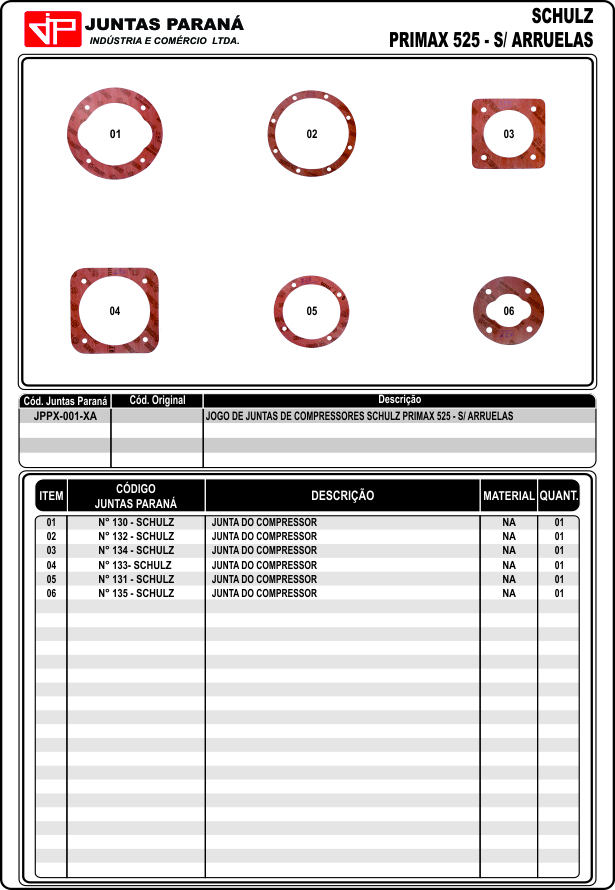 JP
JUNTAS PARANÁ
INDÚSTRIA E COMÉRCIO LTDA.
SCHULZ
PRIMAX 525 - S/ ARRUELAS
01
02
03
04
05
06
Cód. Juntas Paraná Cód. Original Descrição
JPPX-001-XA JOGO DE JUNTAS DE COMPRESSORES SCHULZ PRIMAX 525 - S/ ARRUELAS
ITEM CÓDIGO JUNTAS PARANÁ DESCRIÇÃO MATERIAL QUANT.
01 N° 130 - SCHULZ JUNTA DO COMPRESSOR NA 01
02 N° 132 - SCHULZ JUNTA DO COMPRESSOR NA 01
03 N° 134 - SCHULZ JUNTA DO COMPRESSOR NA 01
04 N° 133- SCHULZ JUNTA DO COMPRESSOR NA 01
05 N° 131 - SCHULZ JUNTA DO COMPRESSOR NA 01
06 N° 135 - SCHULZ JUNTA DO COMPRESSOR NA 01